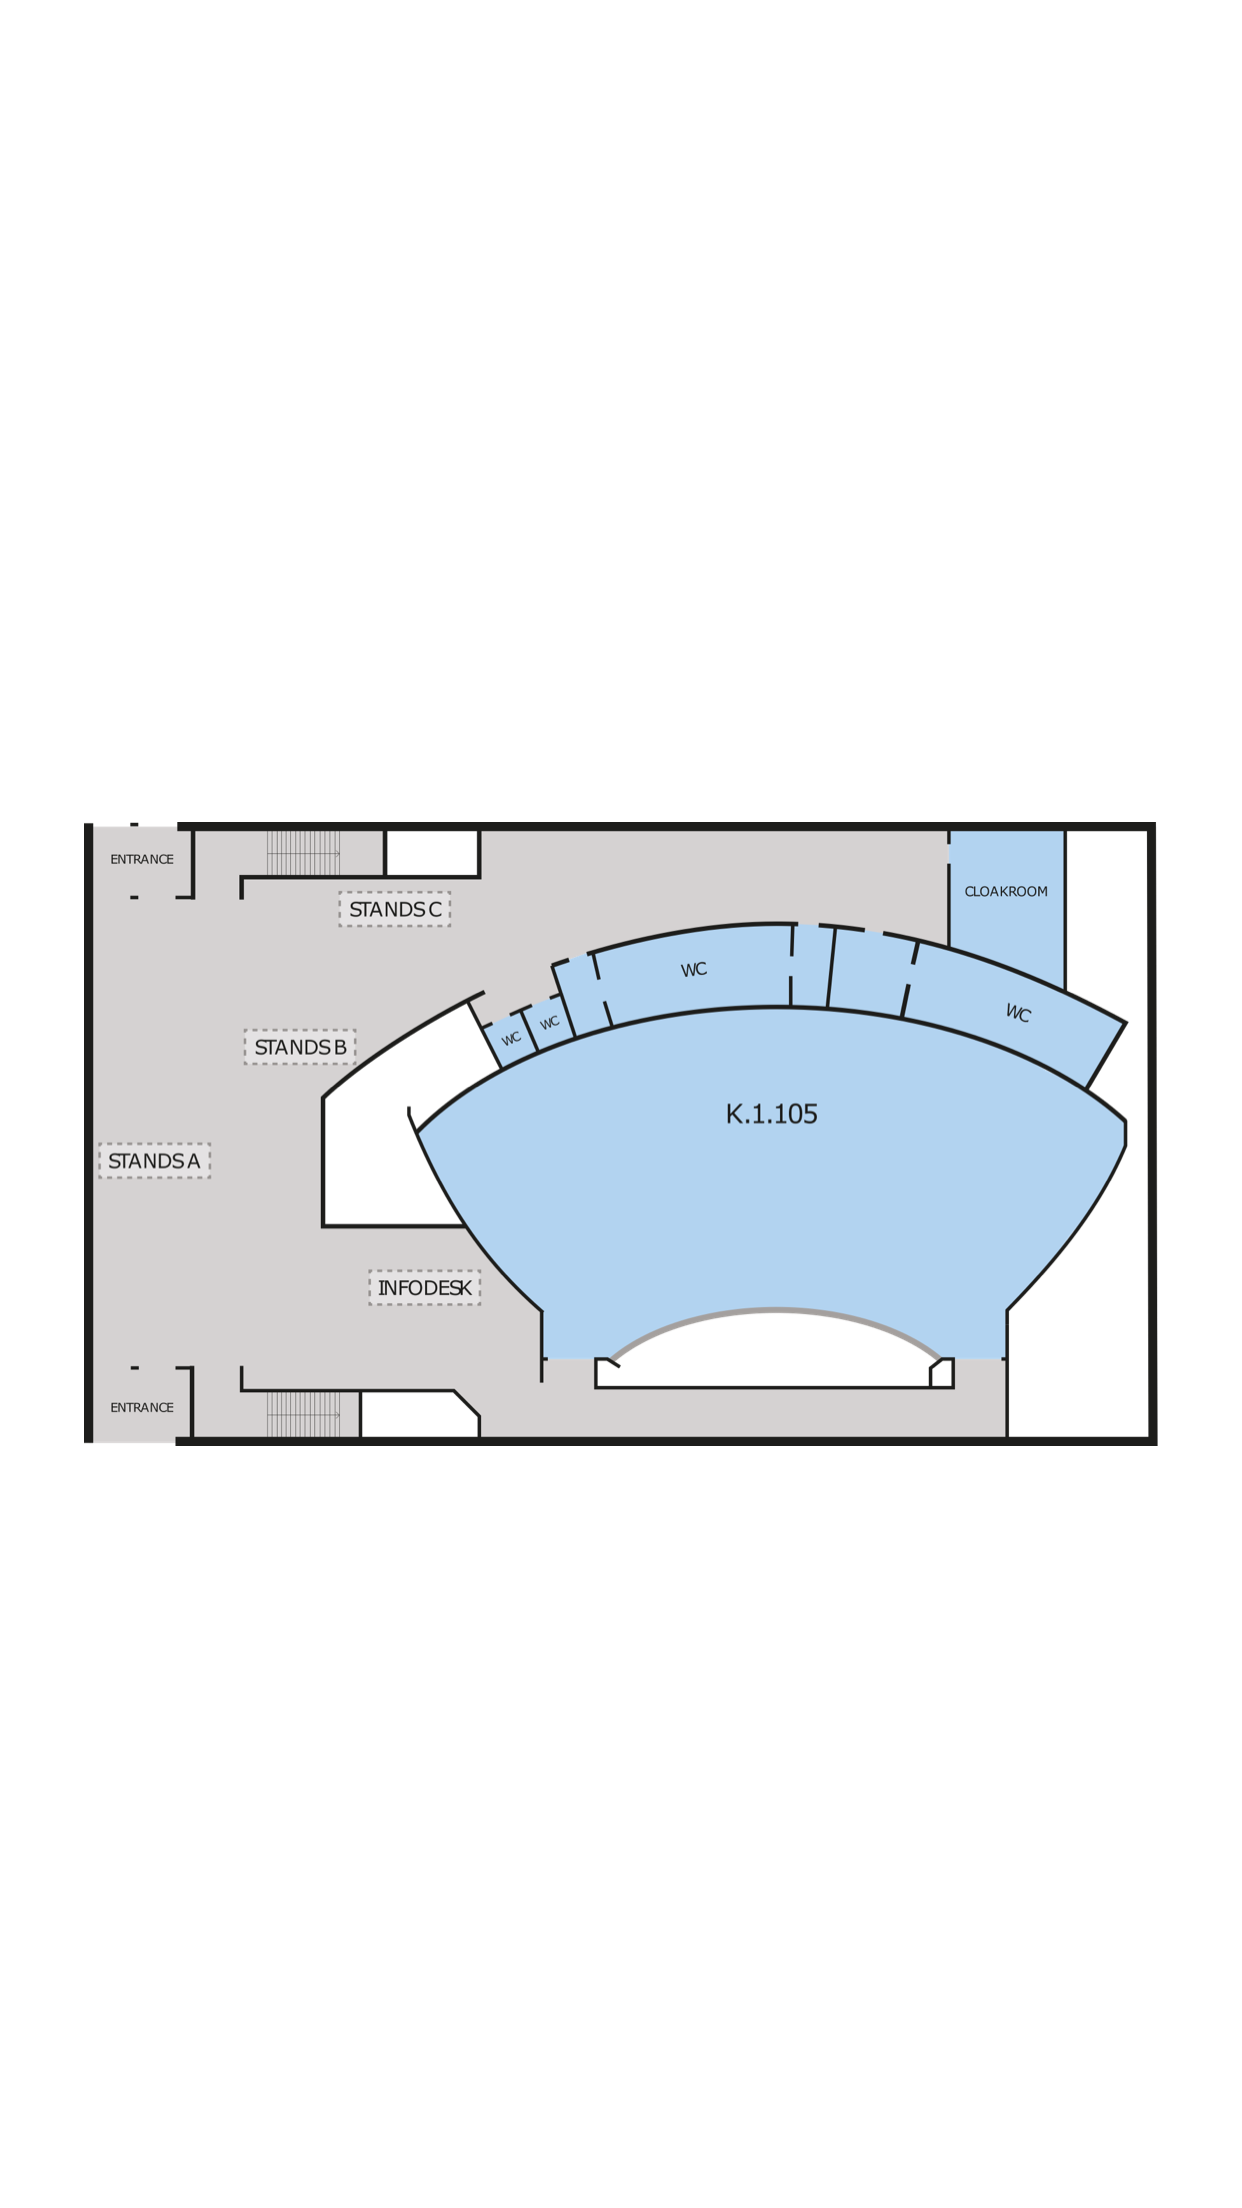 ENTRANCE
CLOAKROOM
STANDS C
WC
WC
WC
WC
STANDS B
K.1.105
STANDS A
INFODESK
ENTRANCE